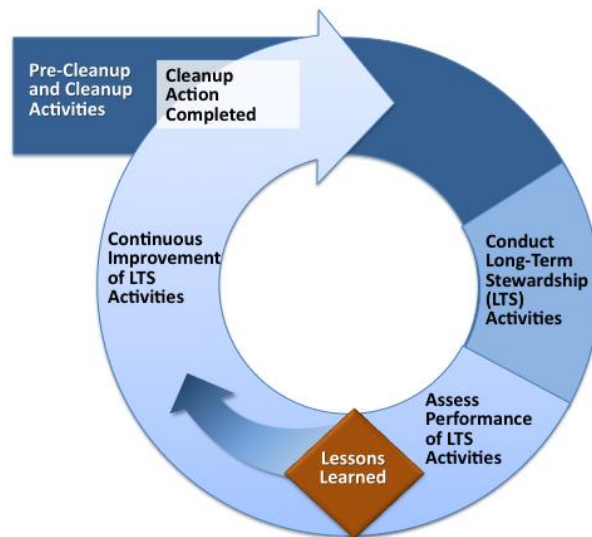 Pre-Cleanup
and Cleanup
Activities
Cleanup
Action
Completed
Conduct
Long-Term
Stewardship
(LTS)
Activities
Assess
Performance
of LTS
Activities
Lessons
Learned
Continuous
Improvement
of LTS
Activities